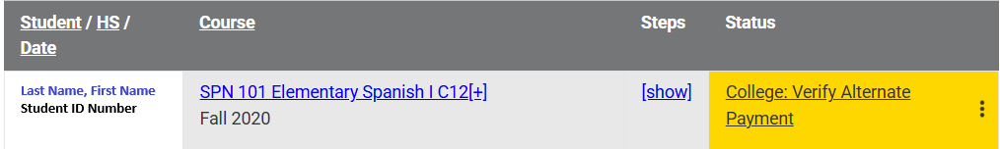 Student / HS / Date
Course
Steps
Status
Last Name, First Name
Student ID Number
SPN 101 Elementary Spanish I C12[+]
Fall 2020
[show]
College: Verify Alternate
Payment